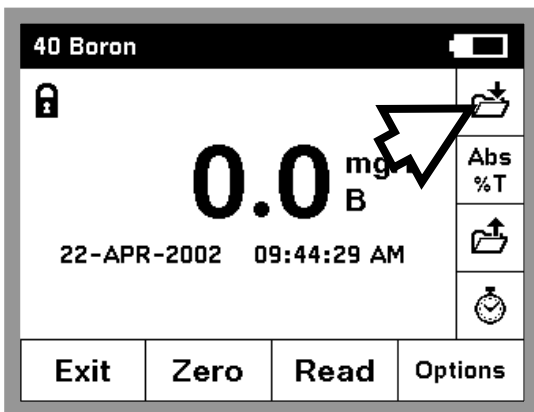 40 Boron
0.0 mg
B
Abs
%T
22-APR-2002 09:44:29 AM
Exit Zero Read Options